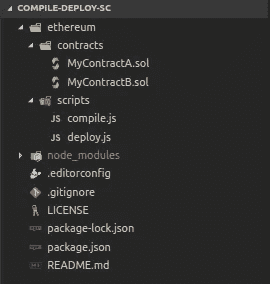 COMPILE-DEPLOY-SC
ethereum
contracts
MyContractA.sol
MyContractB.sol
scripts
JS compile.js
JS deploy.js
node_modules
.editorconfig
.gitignore
LICENSE
package-lock.json
package.json
README.md